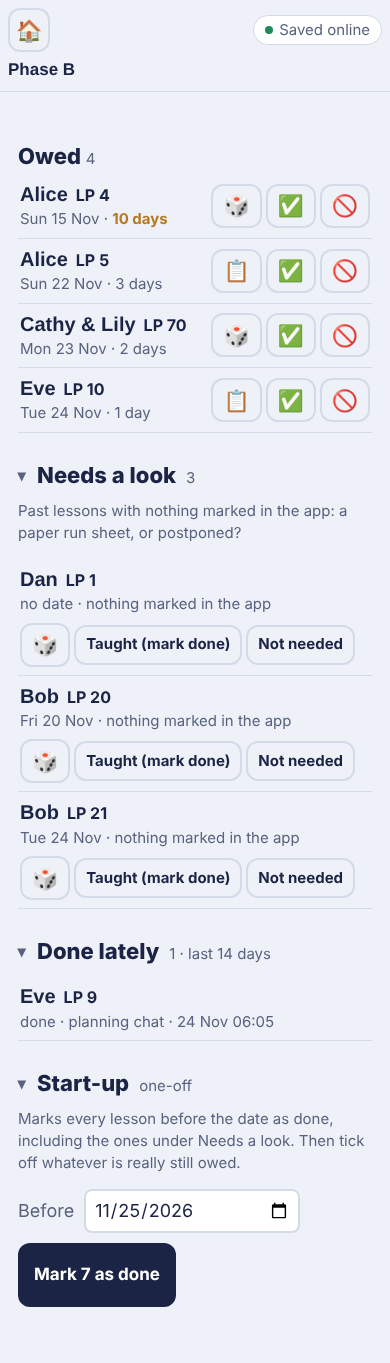 Saved online
Phase B
Owed 4
Alice LP 4
Sun 15 Nov · 10 days
Alice LP 5
Sun 22 Nov · 3 days
Cathy & Lily LP 70
Mon 23 Nov · 2 days
Eve LP 10
Tue 24 Nov · 1 day
▼ Needs a look 3
Past lessons with nothing marked in the app: a
paper run sheet, or postponed?
Dan LP 1
no date · nothing marked in the app
Taught (mark done) Not needed
Bob LP 20
Fri 20 Nov · nothing marked in the app
Taught (mark done) Not needed
Bob LP 21
Tue 24 Nov · nothing marked in the app
Taught (mark done) Not needed
▼ Done lately 1 · last 14 days
Eve LP 9
done · planning chat · 24 Nov 06:05
▼ Start-up one-off
Marks every lesson before the date as done,
including the ones under Needs a look. Then tick
off whatever is really still owed.
Before 11/25/2026
Mark 7 as done